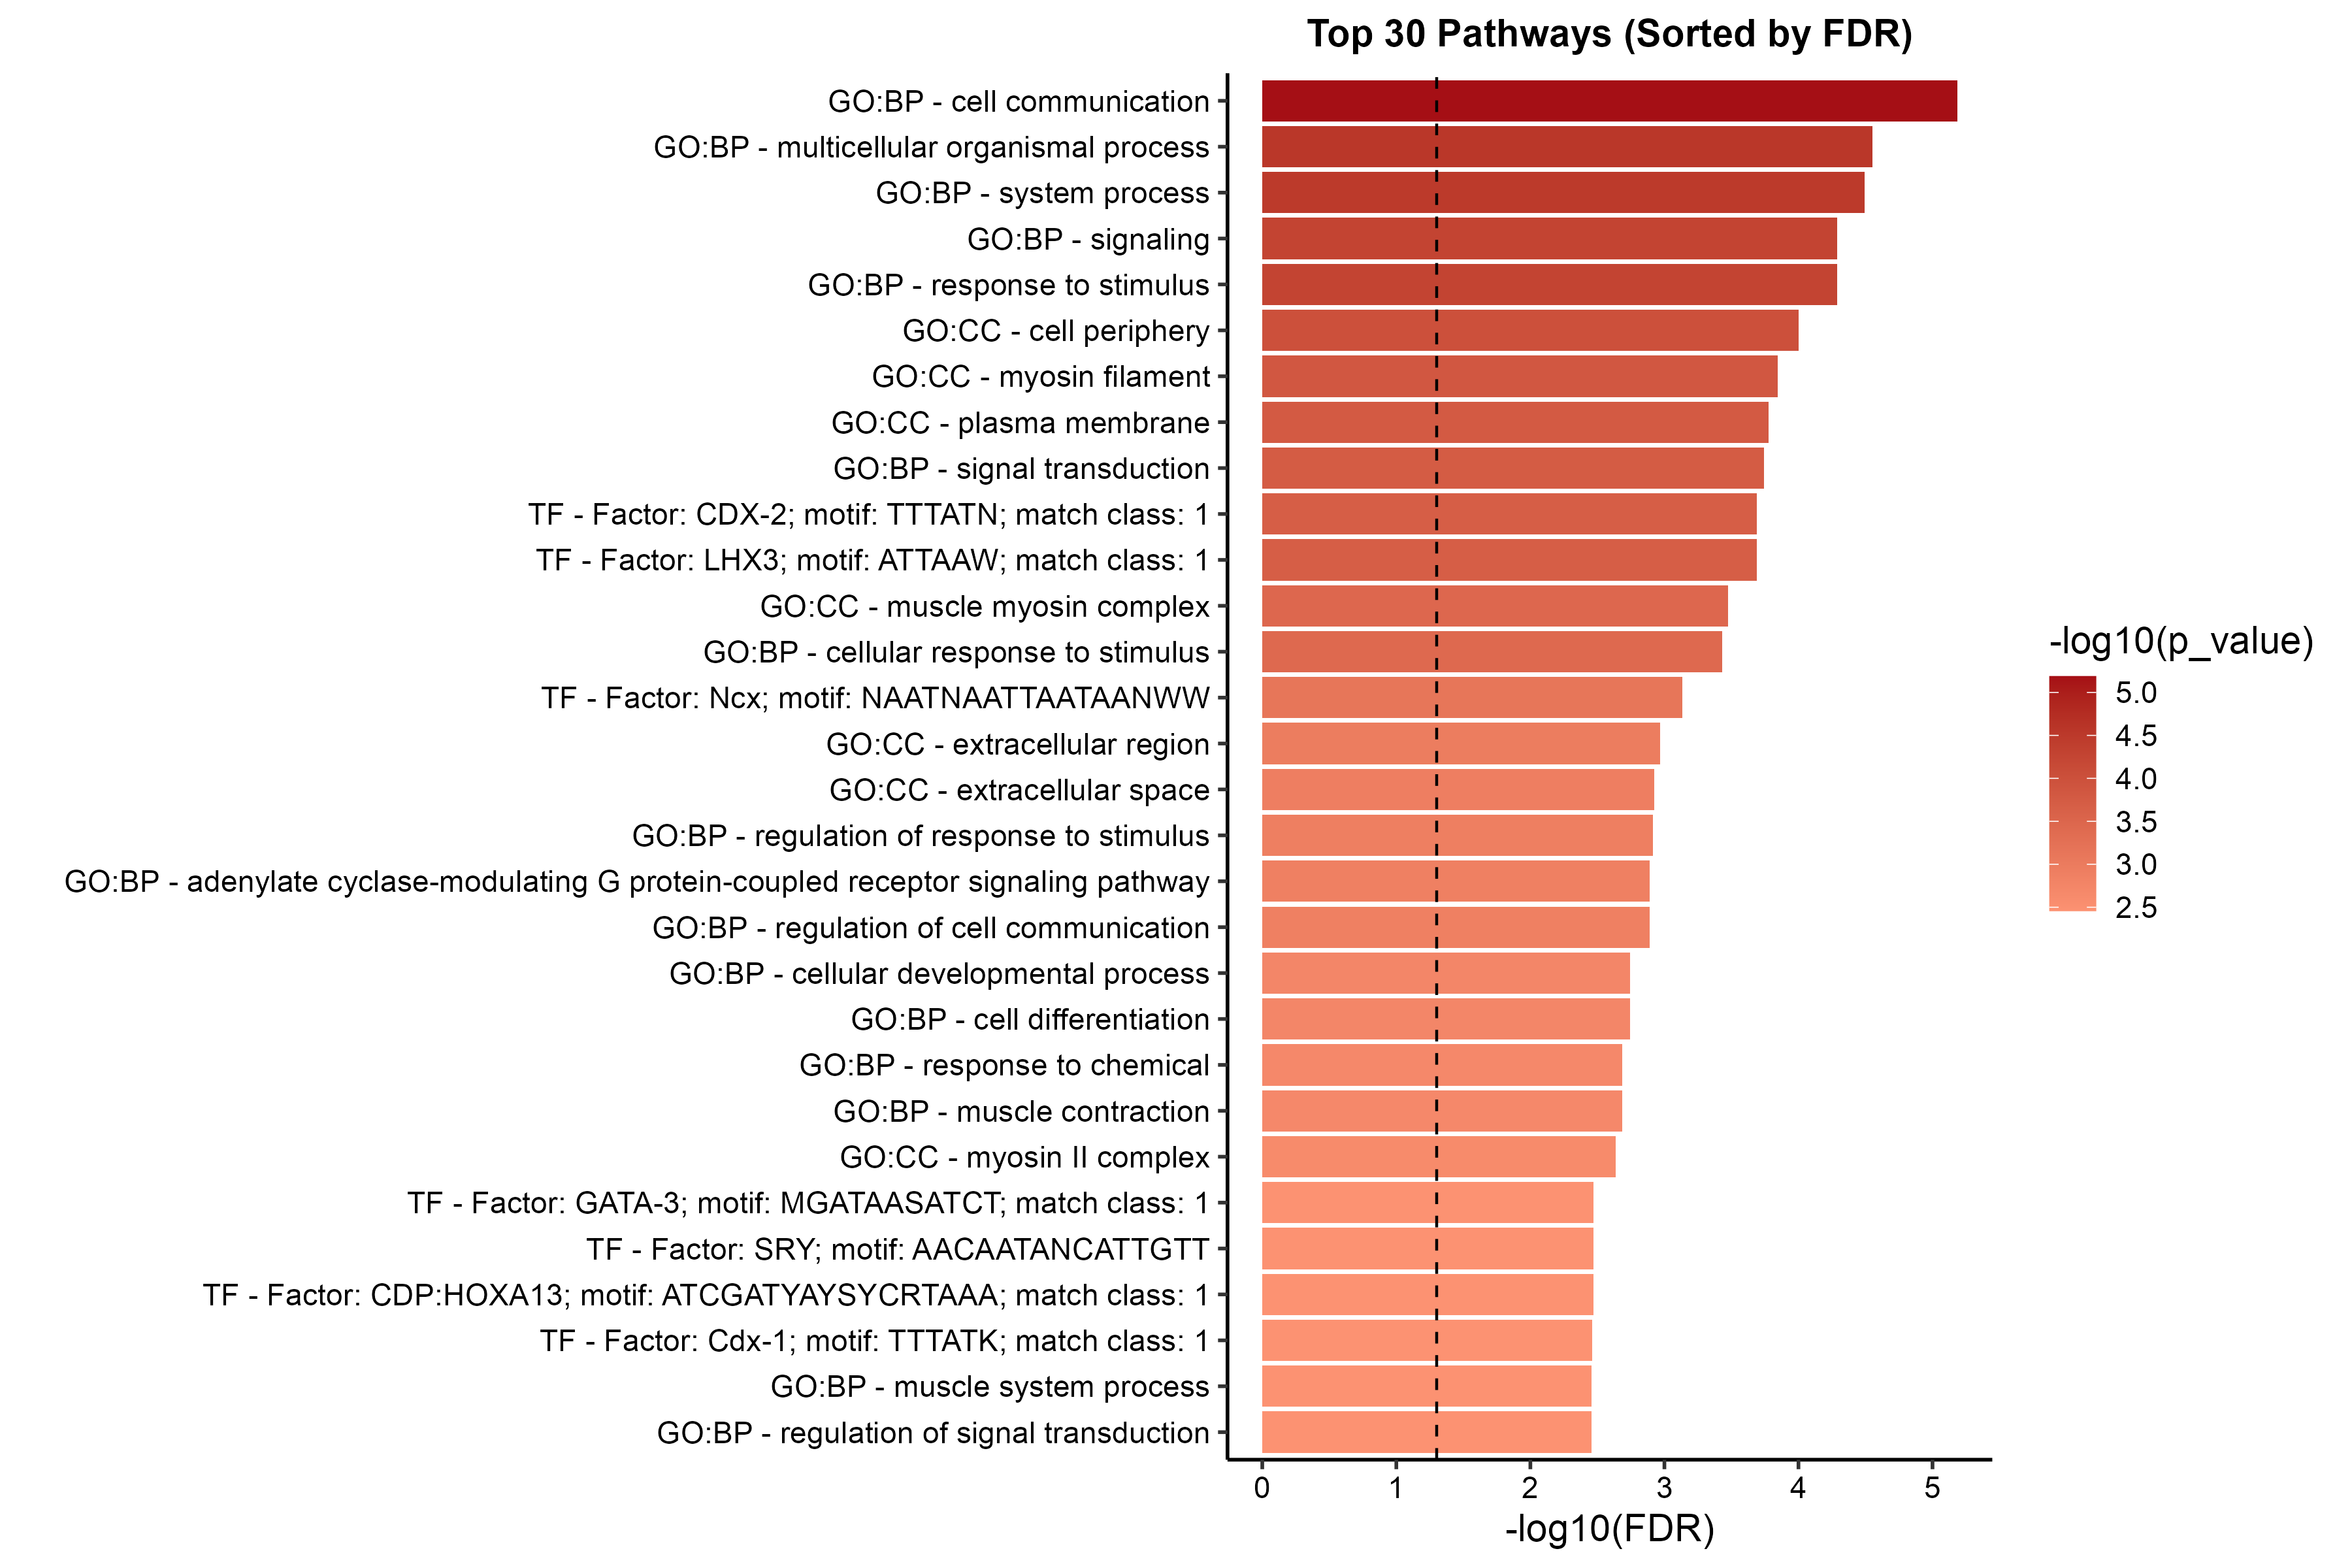 Top 30 Pathways (Sorted by FDR)
GO:BP - cell communication
GO:BP - multicellular organismal process
GO:BP - system process
GO:BP - signaling
GO:BP - response to stimulus
GO:CC - cell periphery
GO:CC - myosin filament
GO:CC - plasma membrane
GO:BP - signal transduction
TF - Factor: CDX-2; motif: TTTATN; match class: 1
TF - Factor: LHX3; motif: ATTAAW; match class: 1
GO:CC - muscle myosin complex
GO:BP - cellular response to stimulus
TF - Factor: Ncx; motif: NAATNAATTAATAANWW
GO:CC - extracellular region
GO:CC - extracellular space
GO:BP - regulation of response to stimulus
GO:BP - adenylate cyclase-modulating G protein-coupled receptor signaling pathway
GO:BP - regulation of cell communication
GO:BP - cellular developmental process
GO:BP - cell differentiation
GO:BP - response to chemical
GO:BP - muscle contraction
GO:CC - myosin II complex
TF - Factor: GATA-3; motif: MGATAASATCT; match class: 1
TF - Factor: SRY; motif: AACAATANCATTGTT
TF - Factor: CDP:HOXA13; motif: ATCGATYAYSYCRTAAA; match class: 1
TF - Factor: Cdx-1; motif: TTTATK; match class: 1
GO:BP - muscle system process
GO:BP - regulation of signal transduction
0 1 2 3 4 5
-log10(FDR)
-log10(p_value)
5.0
4.5
4.0
3.5
3.0
2.5